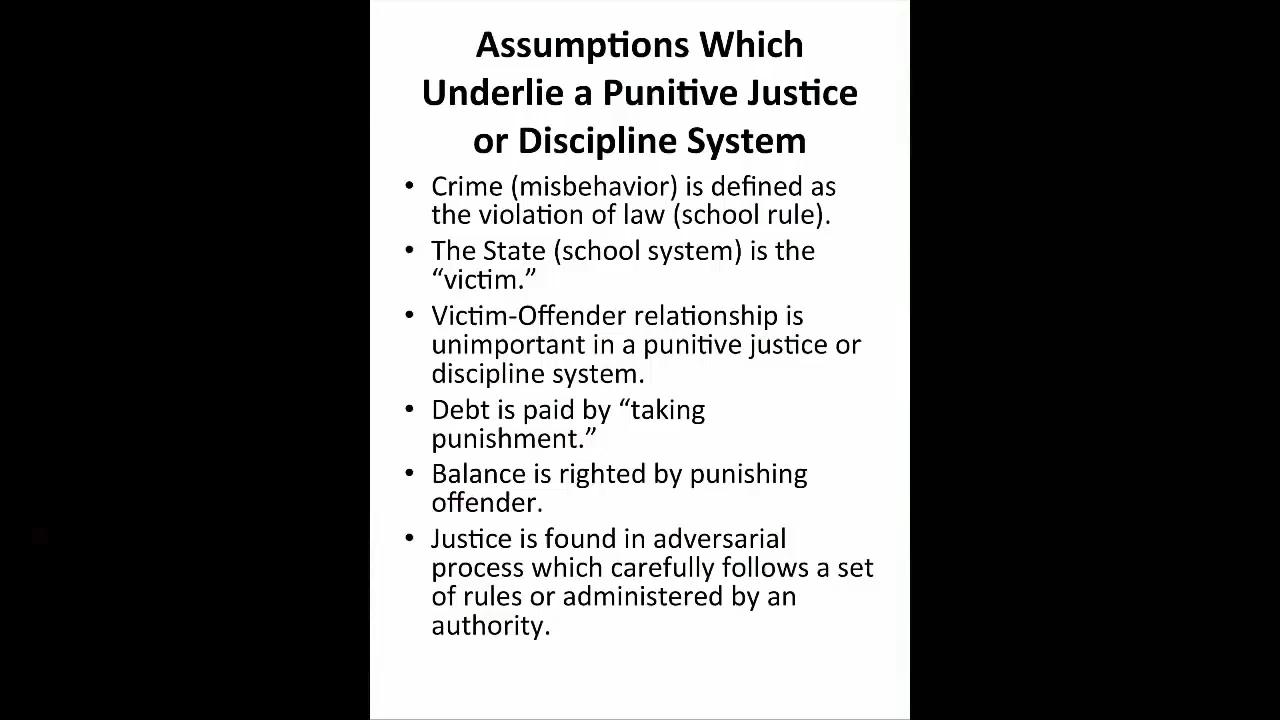 Assumptions Which
Underlie a Punitive Justice
or Discipline System
• Crime (misbehavior) is defined as
the violation of law (school rule).
• The State (school system) is the
“victim.”
• Victim-Offender relationship is
unimportant in a punitive justice or
discipline system.
• Debt is paid by “taking
punishment.”
• Balance is righted by punishing
offender.
• Justice is found in adversarial
process which carefully follows a set
of rules or administered by an
authority.